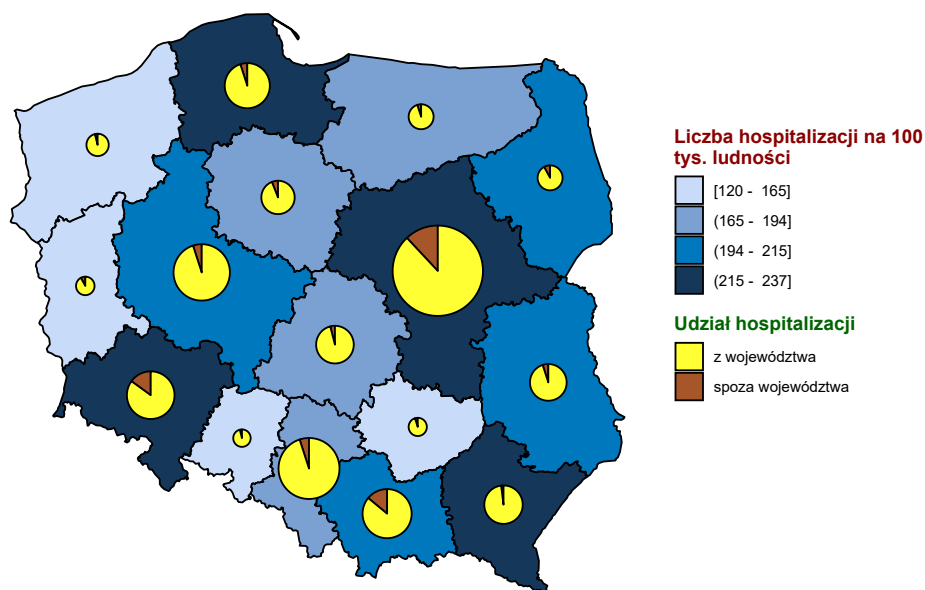 Liczba hospitalizacji na 100
tys. ludności
[120 - 165]
(165 - 194]
(194 - 215]
(215 - 237]
Udział hospitalizacji
z województwa
spoza województwa